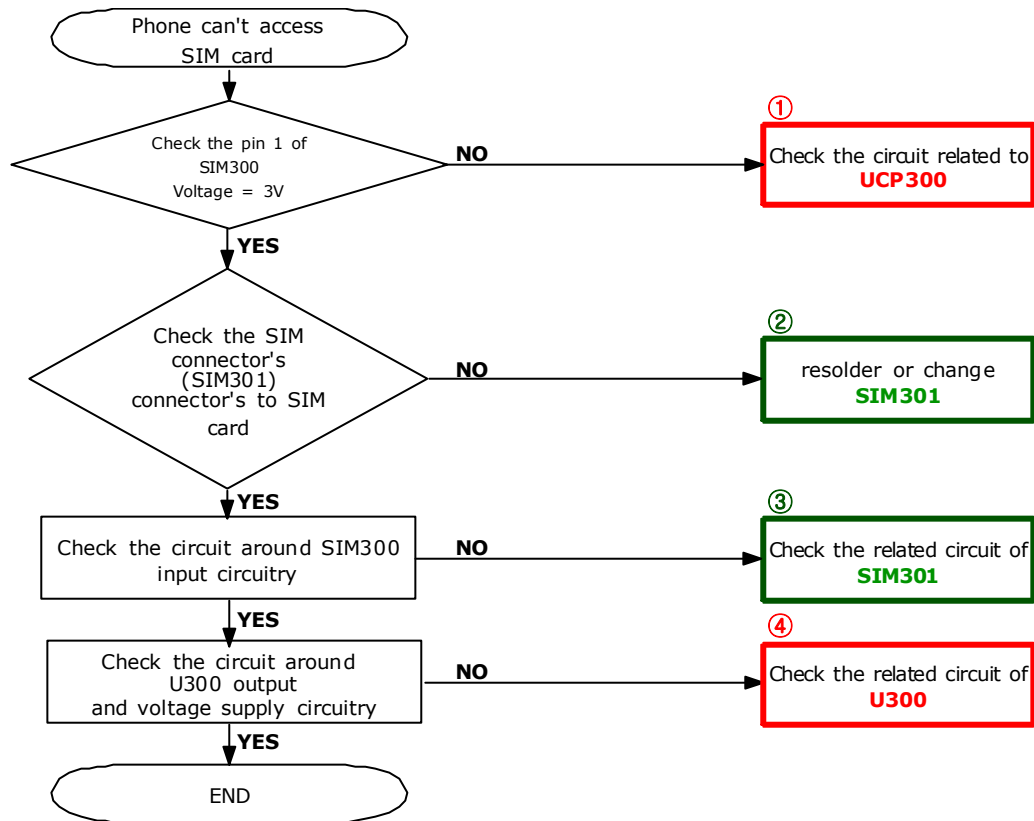 Phone can't access
SIM card
①
Check the pin 1 of
SIM300
Voltage = 3V
NO
Check the circuit related to
UCP300
YES
②
Check the SIM
connector's
(SIM301)
connector's to SIM
card
NO
resolder or change
SIM301
YES
③
Check the circuit around SIM300
input circuitry
NO
Check the related circuit of
SIM301
YES
④
Check the circuit around
U300 output
and voltage supply circuitry
NO
Check the related circuit of
U300
YES
END